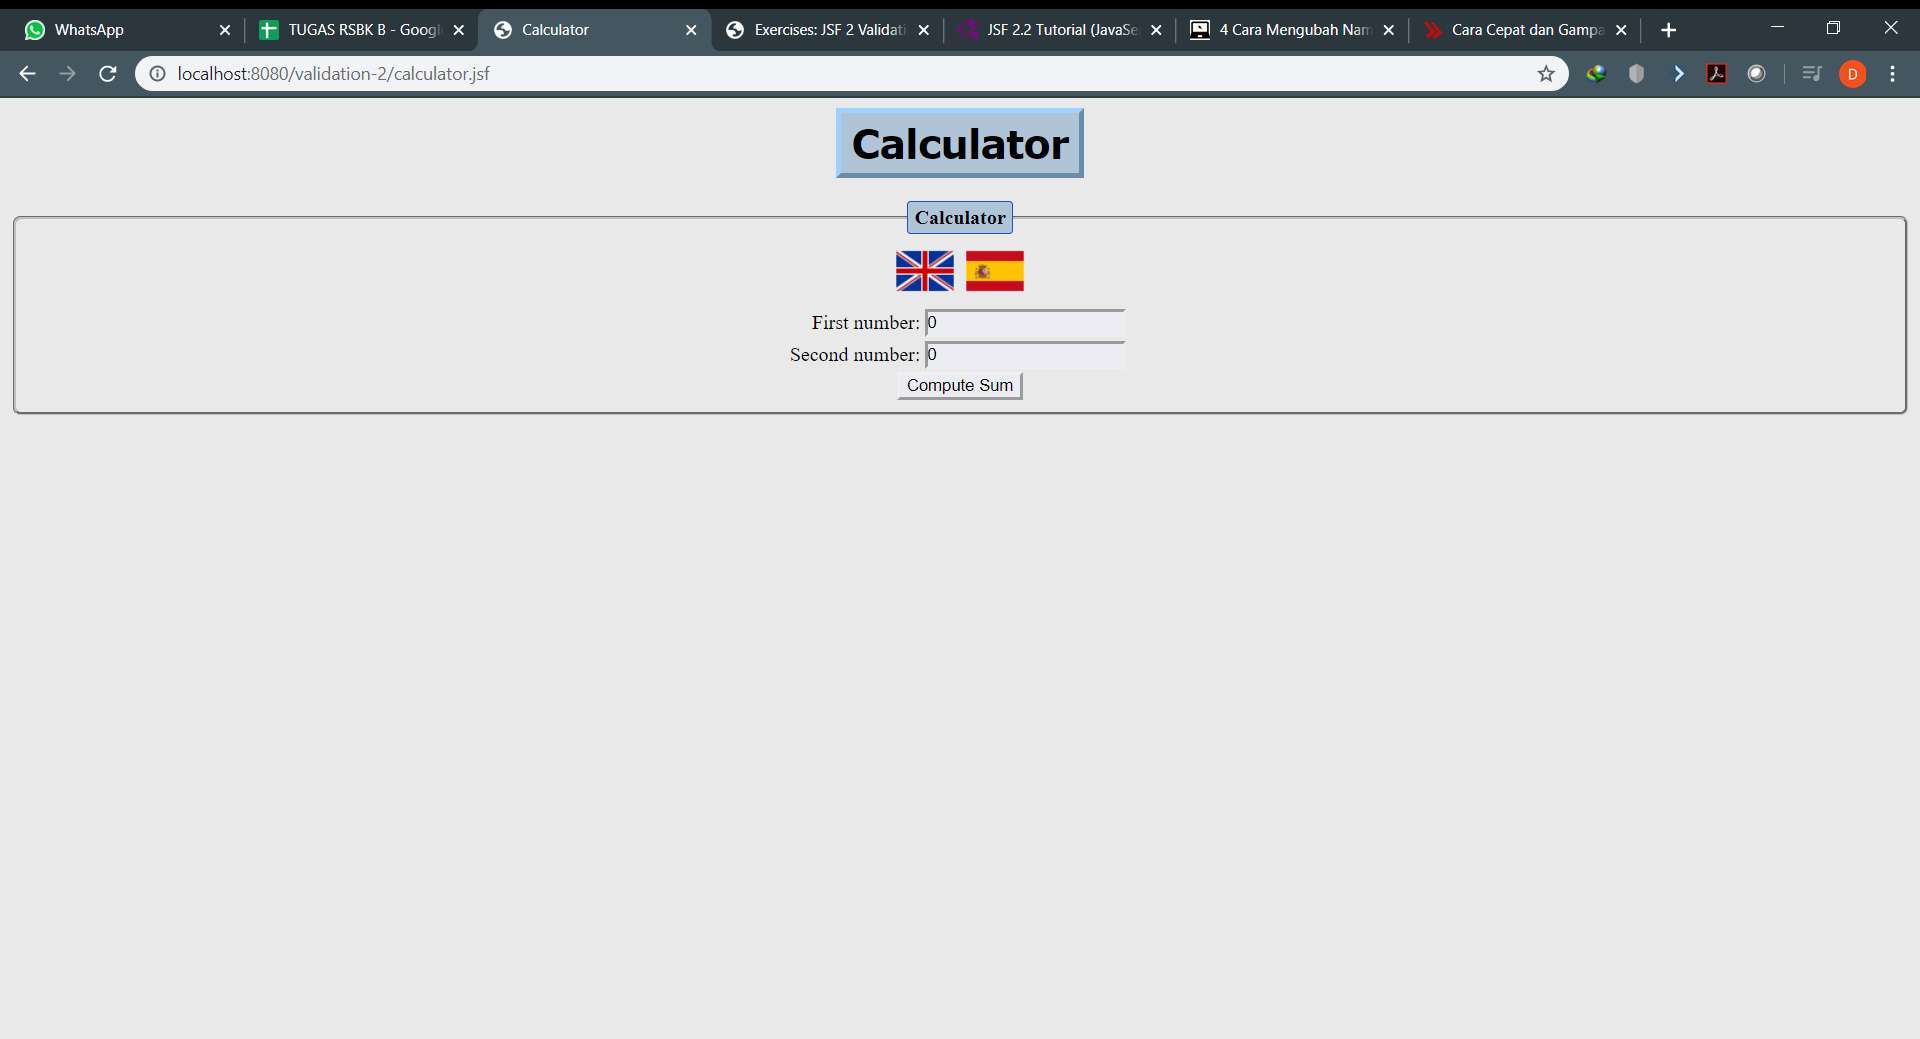 WhatsApp
TUGAS RSBK B - Googl
Calculator
Exercises: JSF 2 Validati
JSF 2.2 Tutorial (JavaSe
4 Cara Mengubah Nam
Cara Cepat dan Gampa
localhost:8080/validation-2/calculator.jsf
D
Calculator
Calculator
First number: 0
Second number: 0
Compute Sum